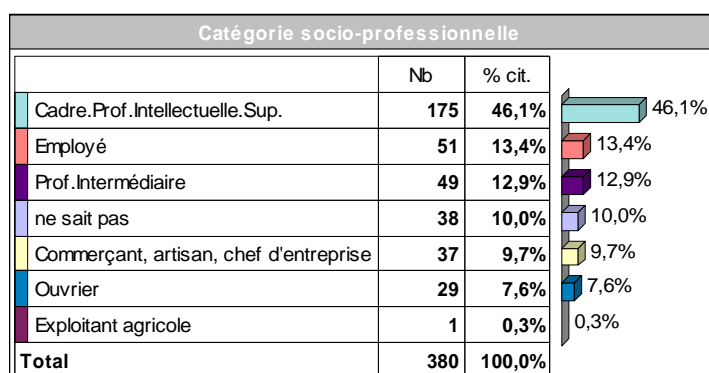 Catégorie socio-professionnelle
Nb % cit.
Cadre.Prof.Intellectuelle.Sup. 175 46,1% 46,1%
Employé 51 13,4% 13,4%
Prof.Intermédiaire 49 12,9% 12,9%
ne sait pas 38 10,0% 10,0%
Commerçant, artisan, chef d'entreprise 37 9,7% 9,7%
Ouvrier 29 7,6% 7,6%
Exploitant agricole 1 0,3% 0,3%
Total 380 100,0%